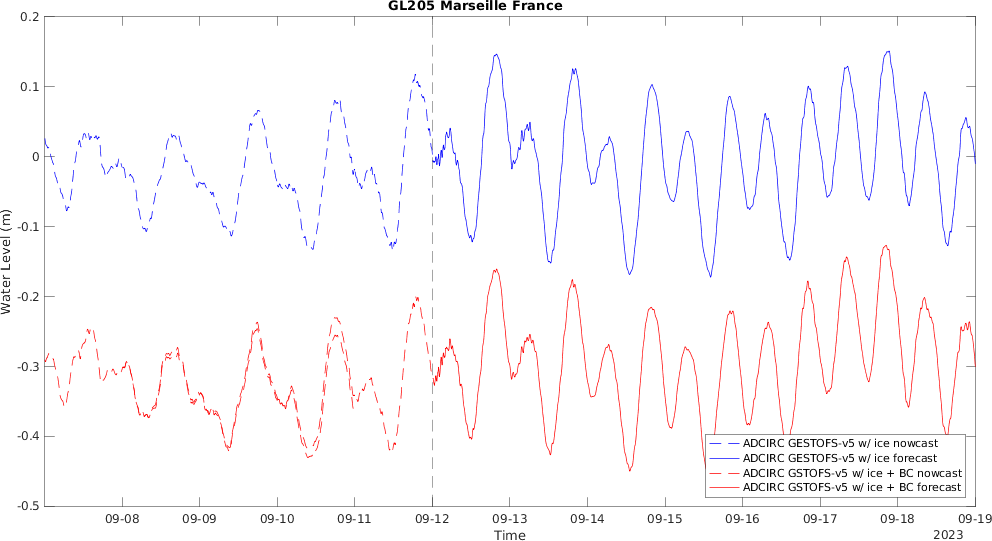 GL205 Marseille France
0.2
0.1
0
-0.1
-0.2
-0.3
-0.4
-0.5
Water Level (m)
ADCIRC GESTOFS-v5 w/ ice nowcast
ADCIRC GESTOFS-v5 w/ ice forecast
ADCIRC GSTOFS-v5 w/ ice + BC nowcast
ADCIRC GSTOFS-v5 w/ ice + BC forecast
09-08 09-09 09-10 09-11 09-12 09-13 09-14 09-15 09-16 09-17 09-18 09-19
Time
2023